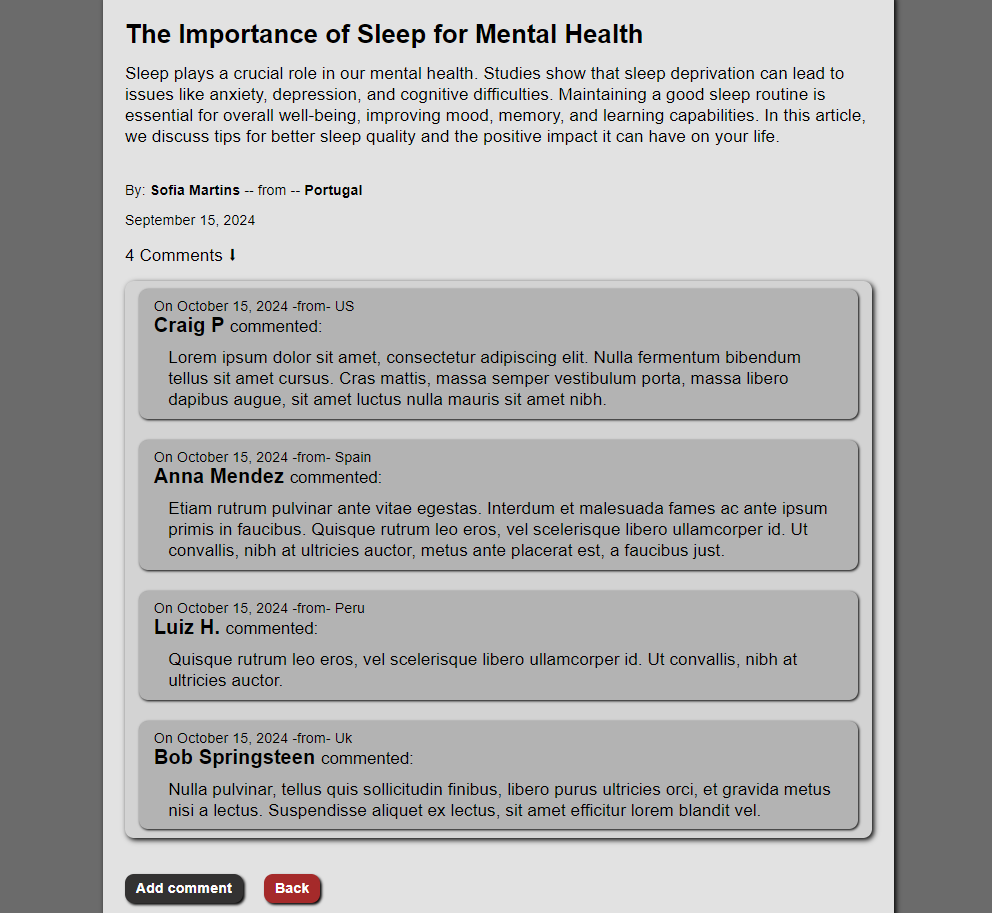 The Importance of Sleep for Mental Health
Sleep plays a crucial role in our mental health. Studies show that sleep deprivation can lead to
issues like anxiety, depression, and cognitive difficulties. Maintaining a good sleep routine is
essential for overall well-being, improving mood, memory, and learning capabilities. In this article,
we discuss tips for better sleep quality and the positive impact it can have on your life.
By: Sofia Martins -- from -- Portugal
September 15, 2024
4 Comments ⬇
On October 15, 2024 -from- US
Craig P commented:
Lorem ipsum dolor sit amet, consectetur adipiscing elit. Nulla fermentum bibendum
tellus sit amet cursus. Cras mattis, massa semper vestibulum porta, massa libero
dapibus augue, sit amet luctus nulla mauris sit amet nibh.
On October 15, 2024 -from- Spain
Anna Mendez commented:
Etiam rutrum pulvinar ante vitae egestas. Interdum et malesuada fames ac ante ipsum
primis in faucibus. Quisque rutrum leo eros, vel scelerisque libero ullamcorper id. Ut
convallis, nibh at ultricies auctor, metus ante placerat est, a faucibus just.
On October 15, 2024 -from- Peru
Luiz H. commented:
Quisque rutrum leo eros, vel scelerisque libero ullamcorper id. Ut convallis, nibh at
ultricies auctor.
On October 15, 2024 -from- Uk
Bob Springsteen commented:
Nulla pulvinar, tellus quis sollicitudin finibus, libero purus ultricies orci, et gravida metus
nisi a lectus. Suspendisse aliquet ex lectus, sit amet efficitur lorem blandit vel.
Add comment
Back